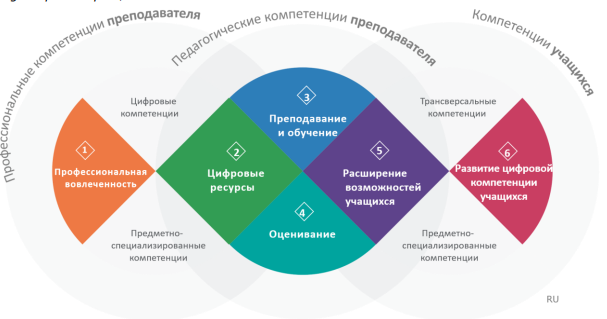 Профессиональные компетенции преподавателя
Педагогические компетенции преподавателя
Компетенции учащихся
Цифровые
компетенции
3
Преподавание
и обучение
Трансверсальные
компетенции
1
Профессиональная
вовлеченность
2
Цифровые
ресурсы
5
Расширение
возможностей
учащихся
6
Развитие цифровой
компетенции
учащихся
4
Оценивание
Предметно-
специализированные
компетенции
Предметно-
специализированные
компетенции
RU